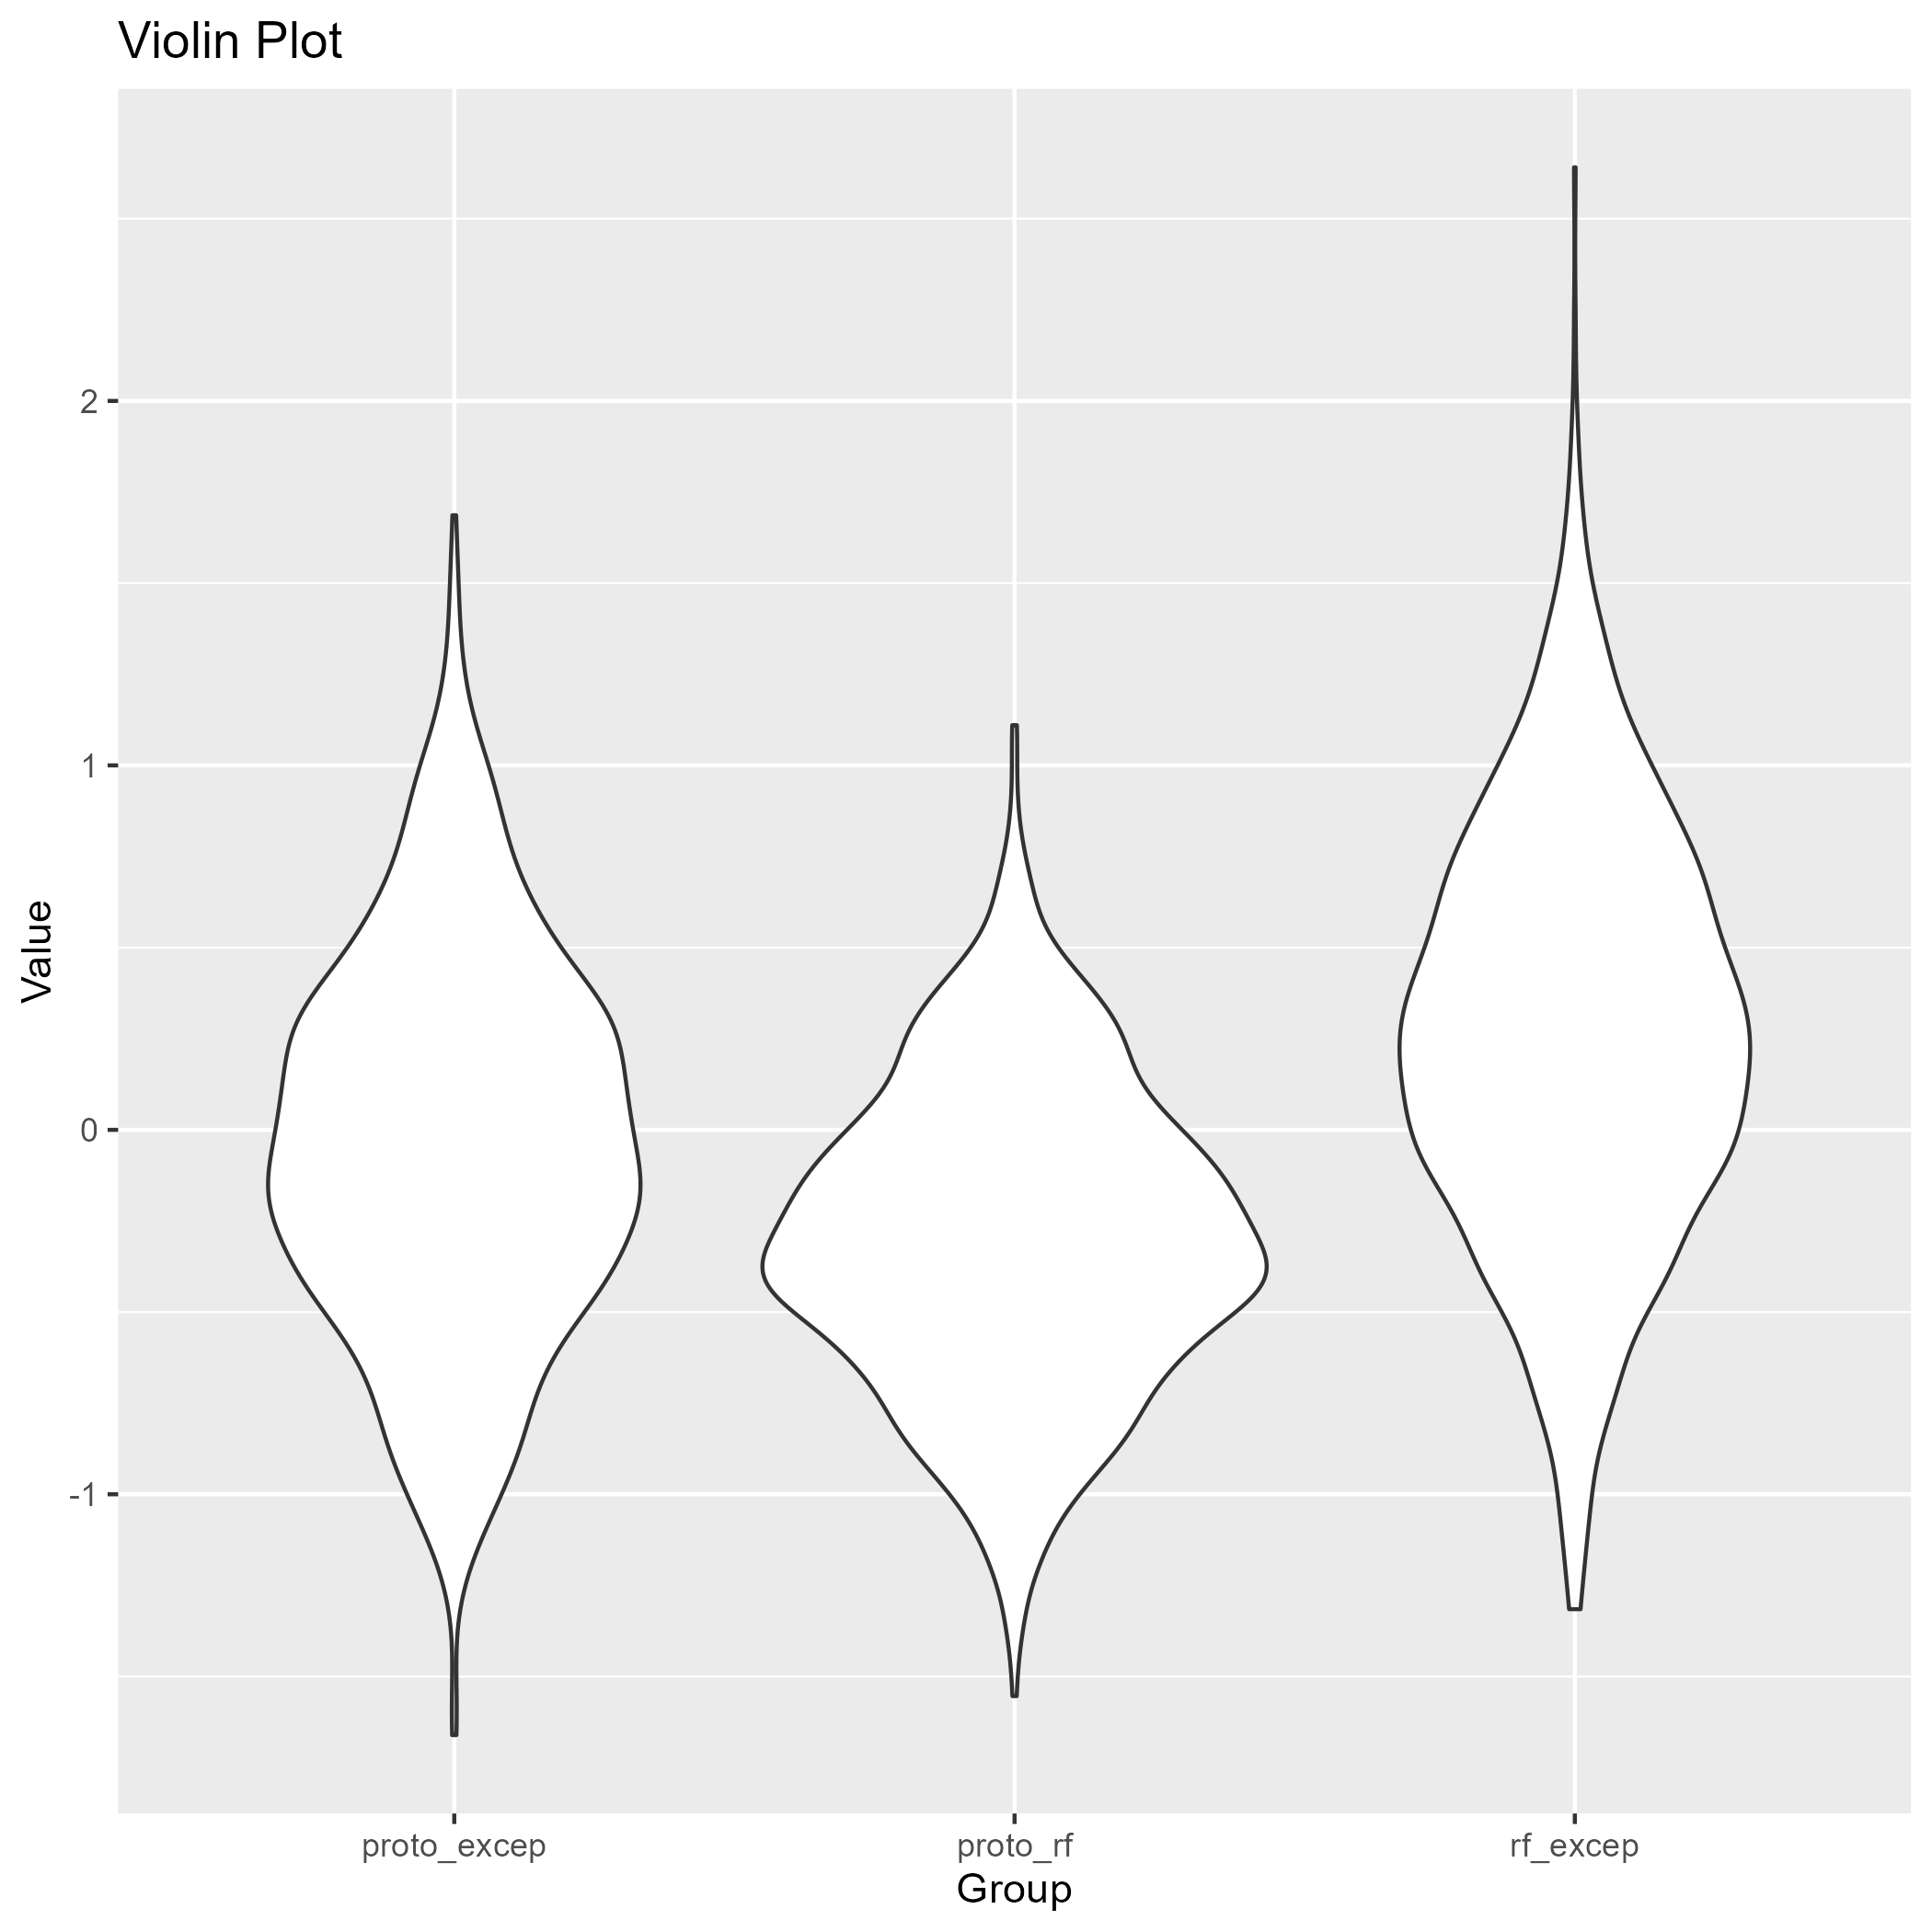 Violin Plot
Value
2
1
0
-1
proto_excep
proto_rf
rf_excep
Group